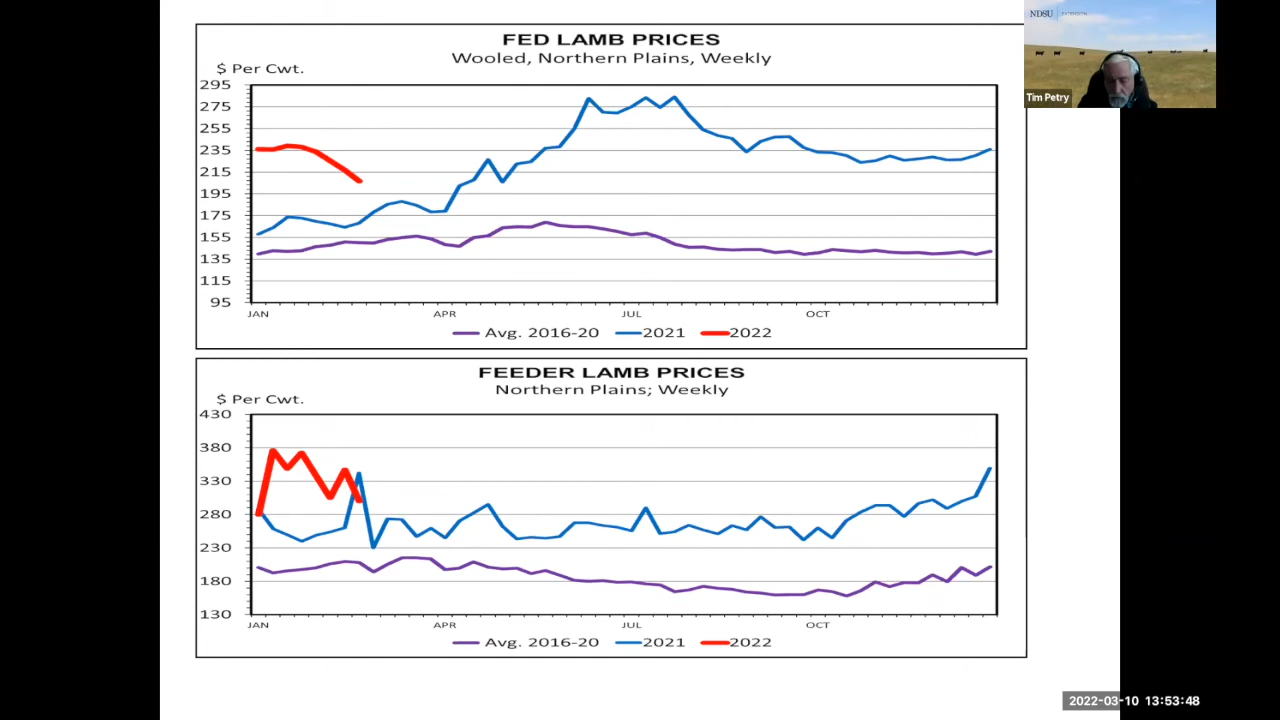 FED LAMB PRICES
Wooled, Northern Plains, Weekly
$ Per Cwt.
295
275
255
235
215
195
175
155
135
115
95
JAN APR JUL OCT
Avg. 2016-20 2021 2022
FEEDER LAMB PRICES
Northern Plains; Weekly
$ Per Cwt.
430
380
330
280
230
180
130
JAN APR JUL OCT
Avg. 2016-20 2021 2022
NDSU EXTENSION
Tim Petry
2022-03-10 13:53:48